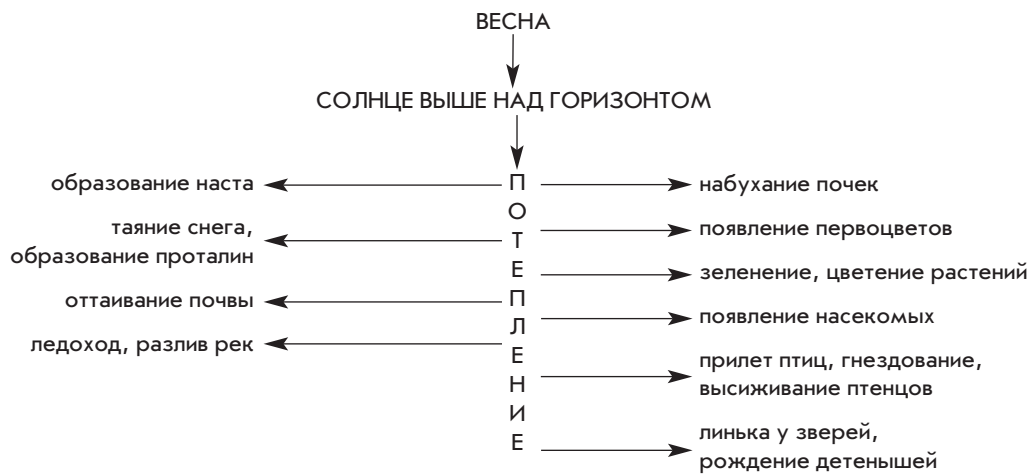 ВЕСНА
СОЛНЦЕ ВЫШЕ НАД ГОРИЗОНТОМ
ПОТЕПЛЕНИЕ
образование наста
таяние снега,
образование проталин
оттаивание почвы
ледоход, разлив рек
набухание почек
появление первоцветов
зеленение, цветение растений
появление насекомых
прилет птиц, гнездование,
высиживание птенцов
линька у зверей,
рождение детенышей